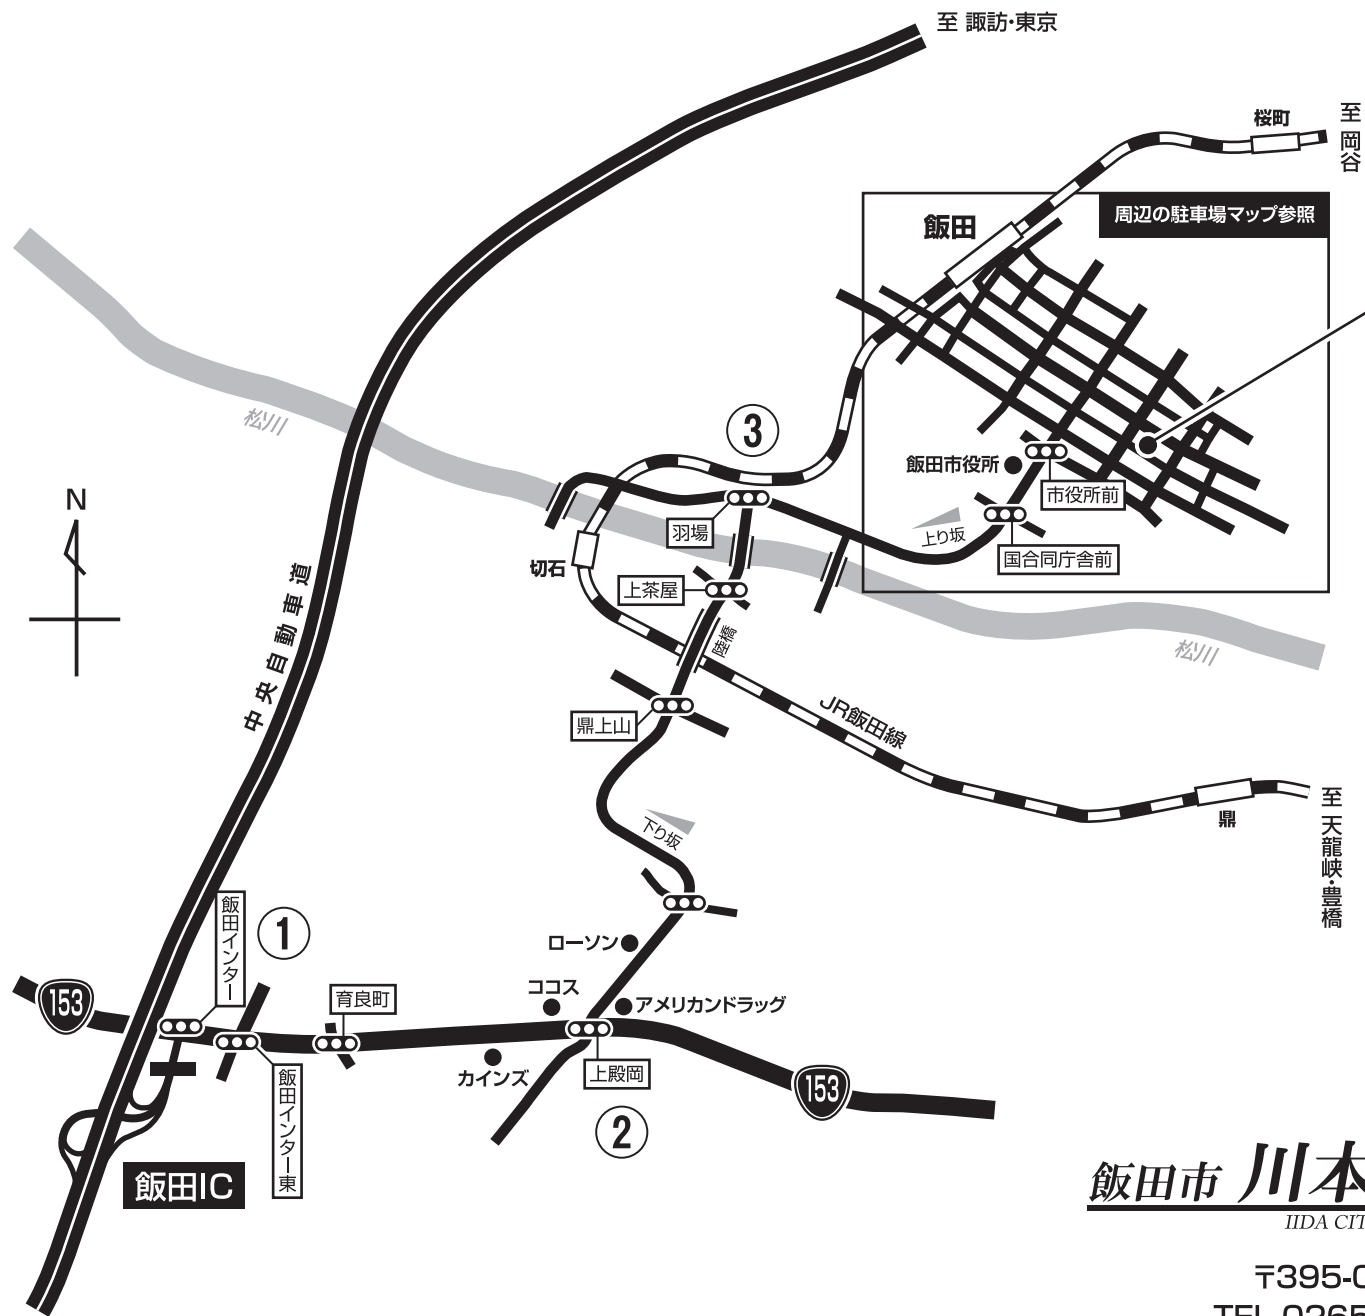 至 諏訪・東京
桜町
至 岡谷
周辺の駐車場マップ参照
飯田
松川
③
飯田市役所
市役所前
N
羽場
上り坂
国合同庁舎前
切石
上茶屋
陸橋
松川
中央自動車道
鼎上山
JR飯田線
下り坂
鼎
至 天龍峡・豊橋
飯田インター
①
ローソン
153
育良町
ココス
アメリカンドラッグ
カインズ
上殿岡
153
飯田インター東
②
飯田IC
飯田市 川本
IIDA CIT
〒395-0
TEL 0265